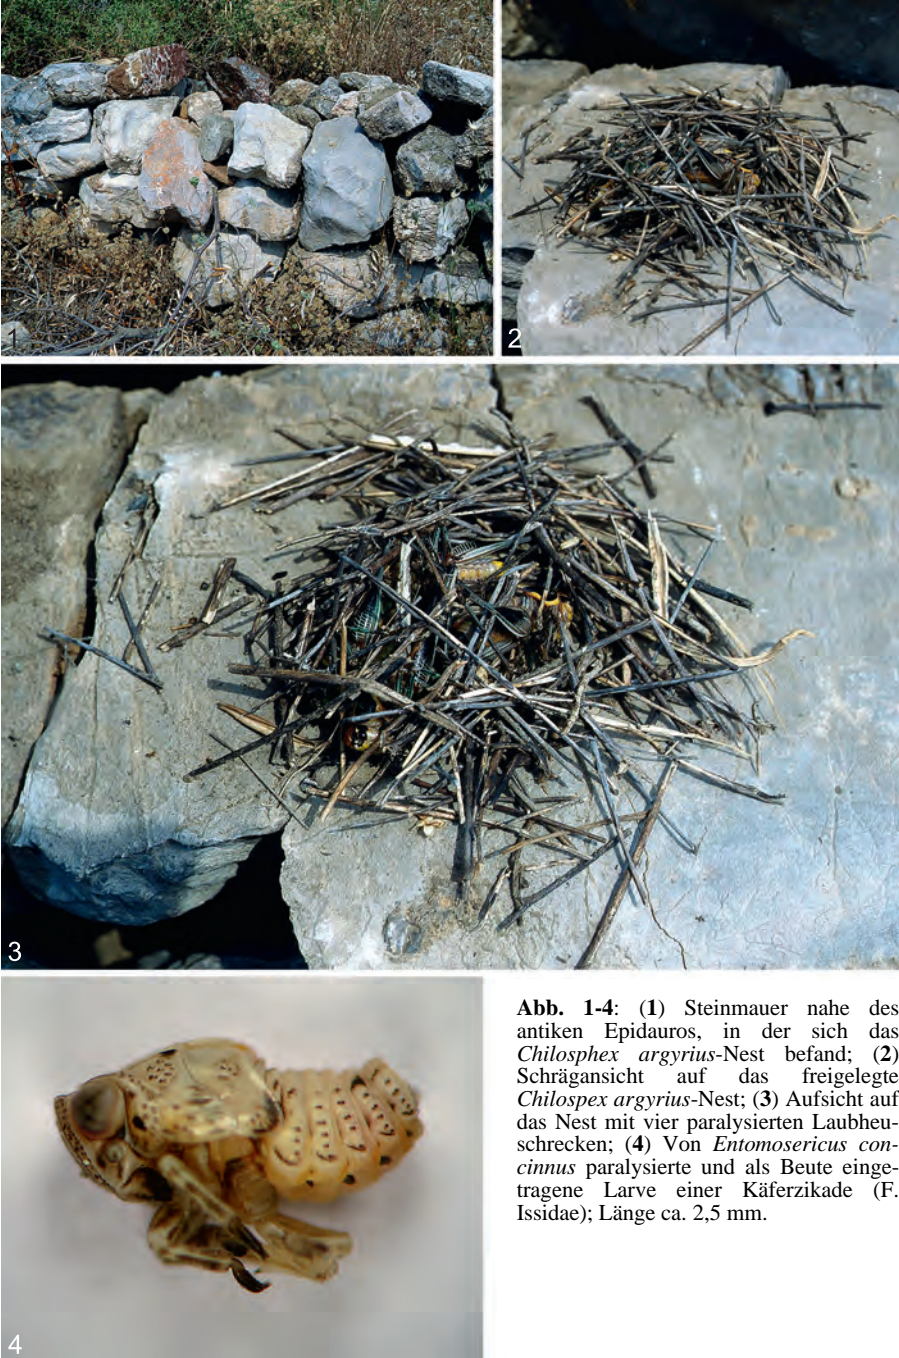 2
3
4
Abb. 1-4: (1) Steinmauer nahe des
antiken Epidauros, in der sich das
Chilosphex argyrius-Nest befand; (2)
Schrägansicht auf das freigelegte
Chilospex argyrius-Nest; (3) Aufsicht auf
das Nest mit vier paralysierten Laubheu-
schrecken; (4) Von Entomosericus con-
cinnus paralysierte und als Beute einge-
tragene Larve einer Käferzikade (F.
Issidae); Länge ca. 2,5 mm.